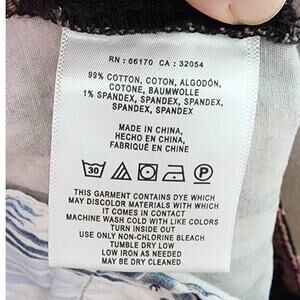 RN : 66170 CA : 32054
99% COTTON, COTON, ALGODÓN,
COTONE, BAUMWOLLE
1% SPANDEX, SPANDEX, SPANDEX,
SPANDEX, SPANDEX
MADE IN CHINA,
HECHO EN CHINA,
FABRIQUÉ EN CHINE
30 P
THIS GARMENT CONTAINS DYE WHICH
MAY DISCOLOR MATERIALS WITH WHICH
IT COMES IN CONTACT
MACHINE WASH COLD WITH LIKE COLORS
TURN INSIDE OUT
USE ONLY NON-CHLORINE BLEACH
TUMBLE DRY LOW
LOW IRON AS NEEDED
MAY BE DRY CLEANED